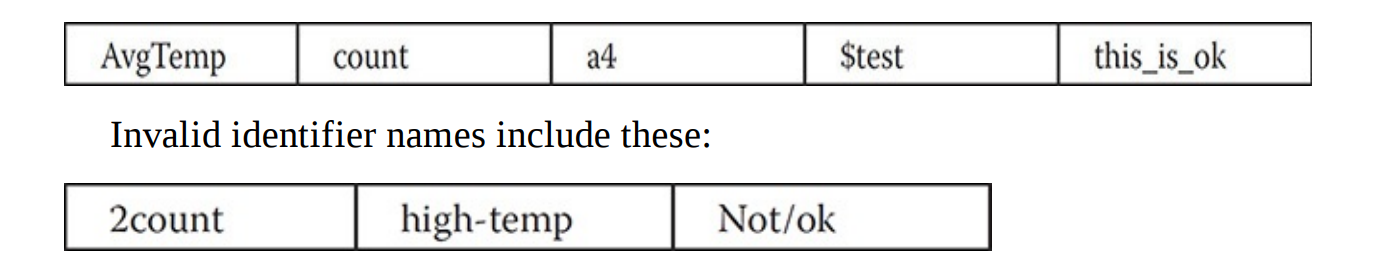 AvgTemp count a4 $test this_is_ok
Invalid identifier names include these:
2count high-temp Not/ok